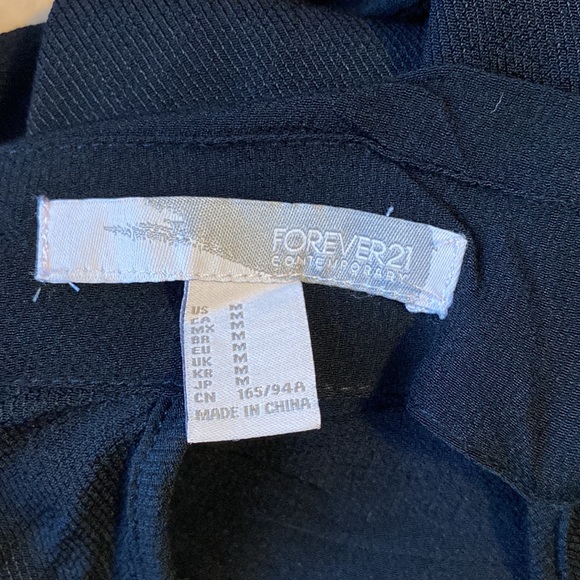 FOREVER21
CONTEMPORARY
US M
CA M
MX M
BR M
EU M
UK M
KR M
JP M
CN 165/94A
MADE IN CHINA